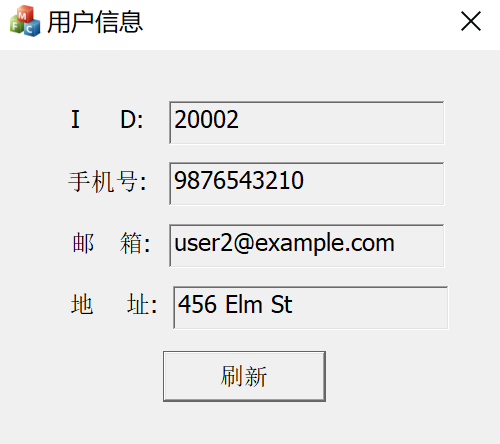 用户信息
I D: 20002
手机号: 9876543210
邮 箱: user2@example.com
地 址: 456 Elm St
刷新